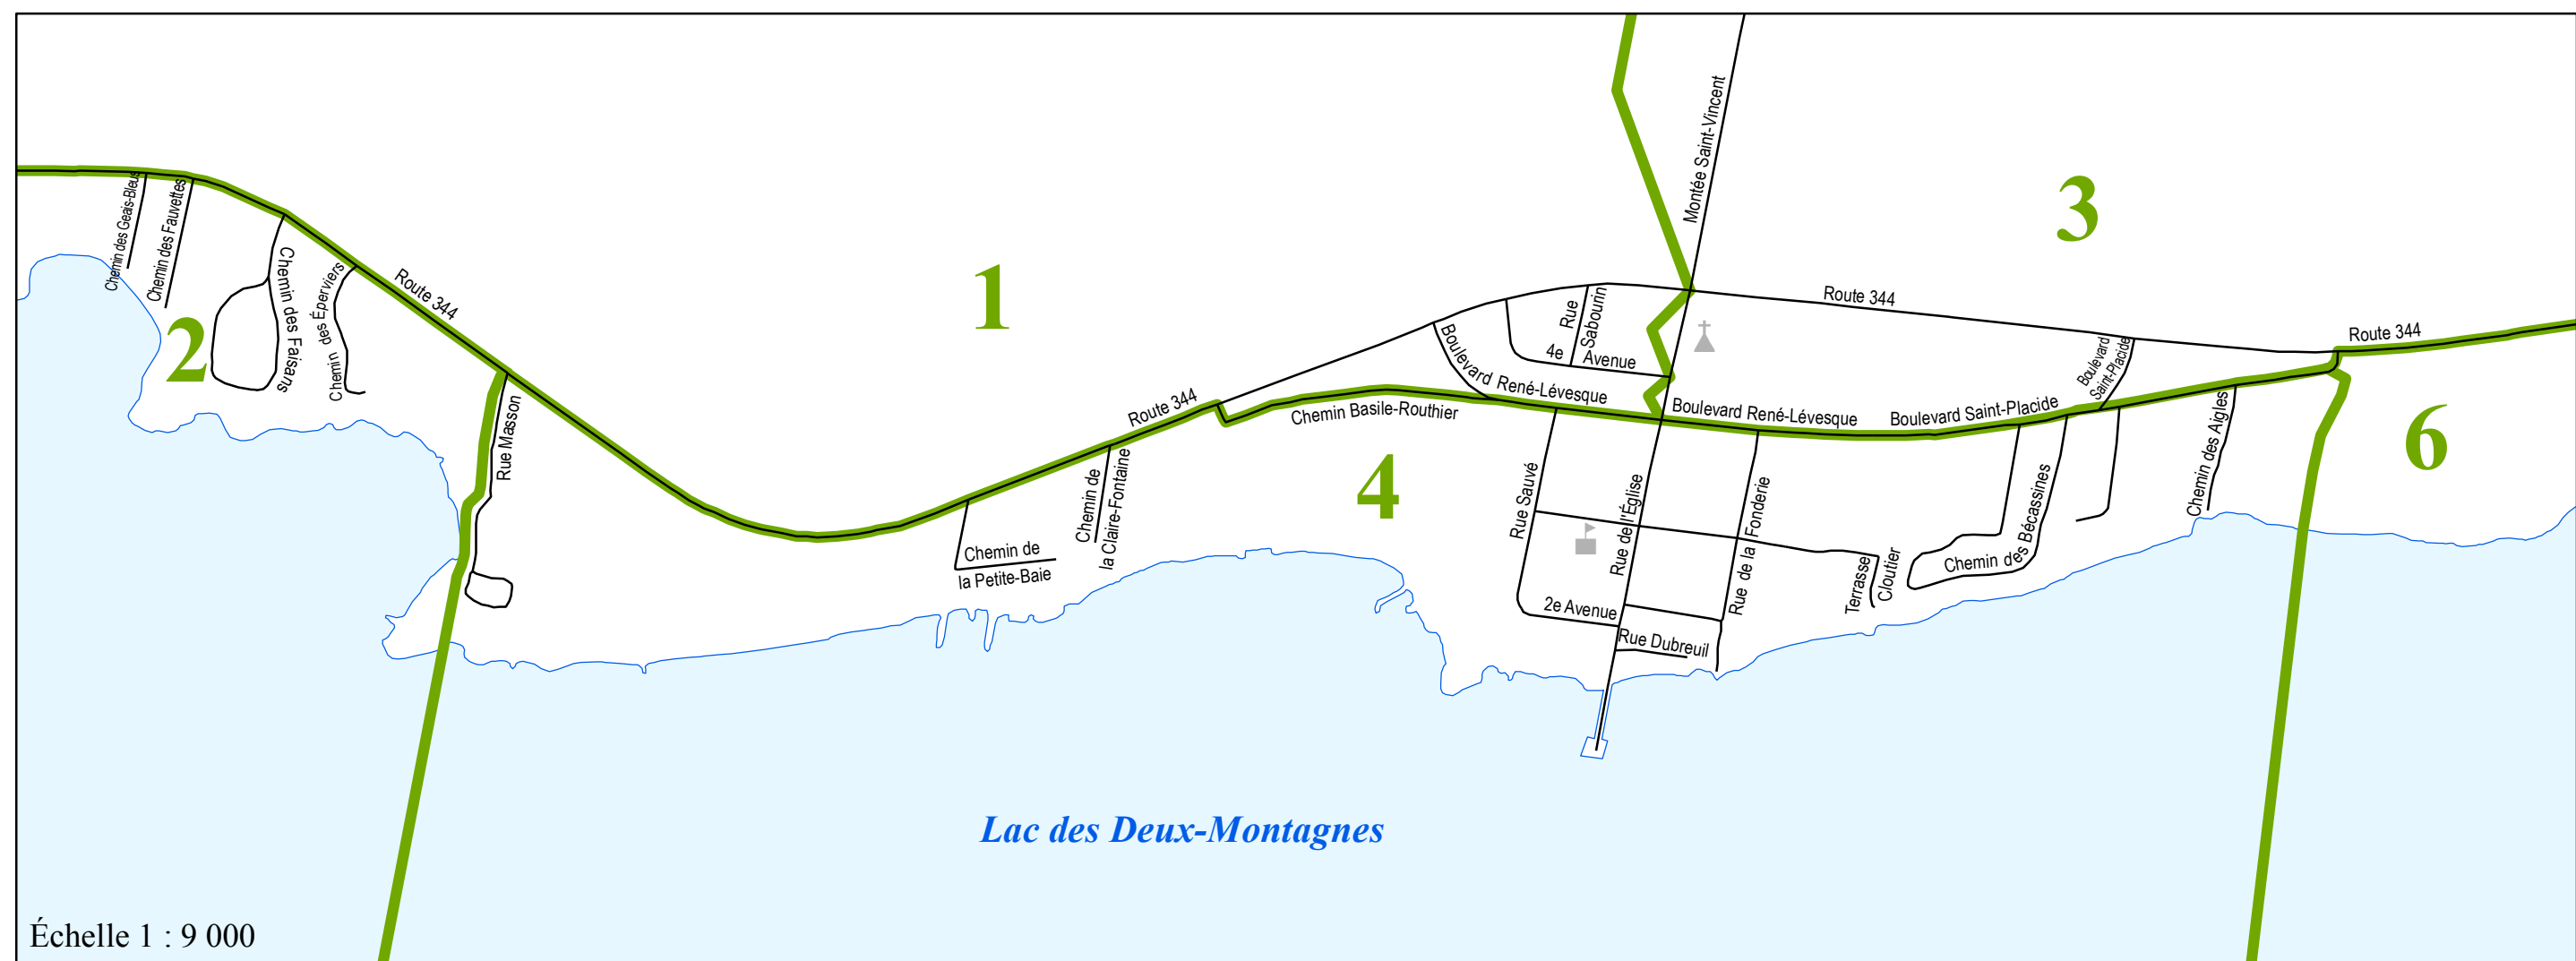 Montée Saint-Vincent
3
Chemin des Geais-Bleus
Chemin des Fauvettes
2
Chemin des Faisans
Chemin des Éperviers
Route 344
1
Rue
Sabourin
4e Avenue
Route 344
Route 344
Boulevard
Saint-Placide
Boulevard René-Lévesque
Route 344
Chemin Basile-Routhier
Boulevard René-Lévesque
Boulevard Saint-Placide
6
Rue Masson
Chemin de
la Claire-Fontaine
Chemin de
la Petite-Baie
4
Rue Sauvé
Rue de l'Église
Rue de la Fonderie
Chemin des Aigles
Chemin des Bécassines
Terrasse
Cloutier
2e Avenue
Rue Dubreuil
Lac des Deux-Montagnes
Échelle 1 : 9 000